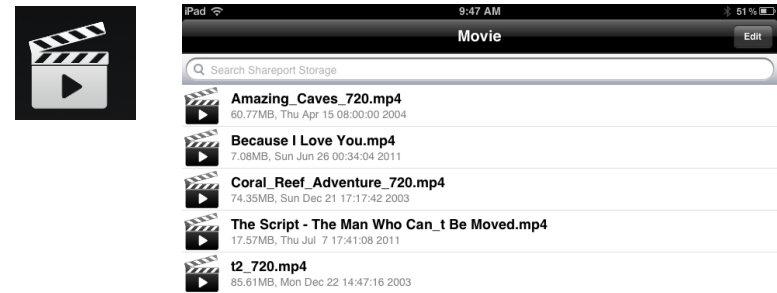 iPad 9:47 AM 51%
Movie Edit
Search Shareport Storage
Amazing_Caves_720.mp4
60.77MB, Thu Apr 15 08:00:00 2004
Because I Love You.mp4
7.08MB, Sun Jun 26 00:34:04 2011
Coral_Reef_Adventure_720.mp4
74.35MB, Sun Dec 21 17:17:42 2003
The Script - The Man Who Can_t Be Moved.mp4
17.57MB, Thu Jul  7 17:41:08 2011
t2_720.mp4
85.61MB, Mon Dec 22 14:47:16 2003